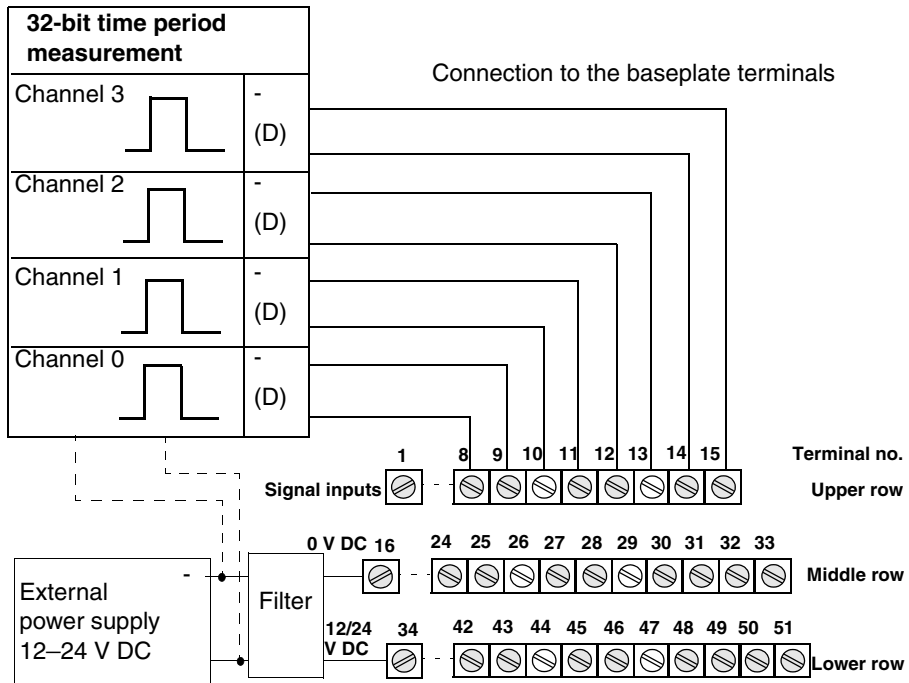 32-bit time period
measurement
Connection to the baseplate terminals
Channel 3
-
(D)
Channel 2
-
(D)
Channel 1
-
(D)
Channel 0
-
(D)
1 8 9 10 11 12 13 14 15 Terminal no.
Signal inputs Upper row
0 V DC 16 24 25 26 27 28 29 30 31 32 33
Middle row
-
External
power supply
12–24 V DC
Filter
12/24
V DC
34 42 43 44 45 46 47 48 49 50 51
Lower row